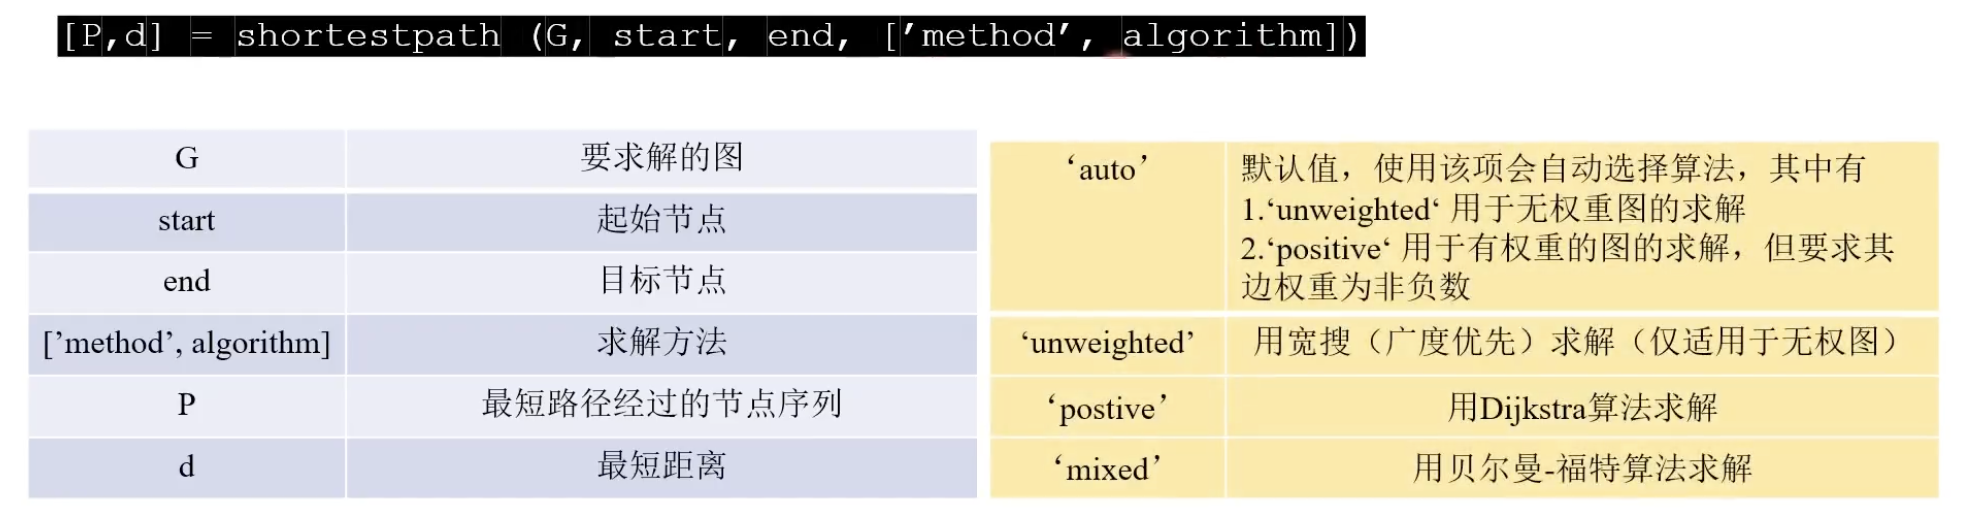 [P,d] = shortestpath (G, start, end, [’method’, algorithm])
G
要求解的图
start
起始节点
end
目标节点
[’method’, algorithm]
求解方法
P
最短路径经过的节点序列
d
最短距离
‘auto’
默认值，使用该项会自动选择算法，其中有
1.‘unweighted‘ 用于无权重图的求解
2.‘positive‘ 用于有权重的图的求解，但要求其
边权重为非负数
‘unweighted’
用宽搜（广度优先）求解（仅适用于无权图）
‘postive’
用Dijkstra算法求解
‘mixed’
用贝尔曼-福特算法求解